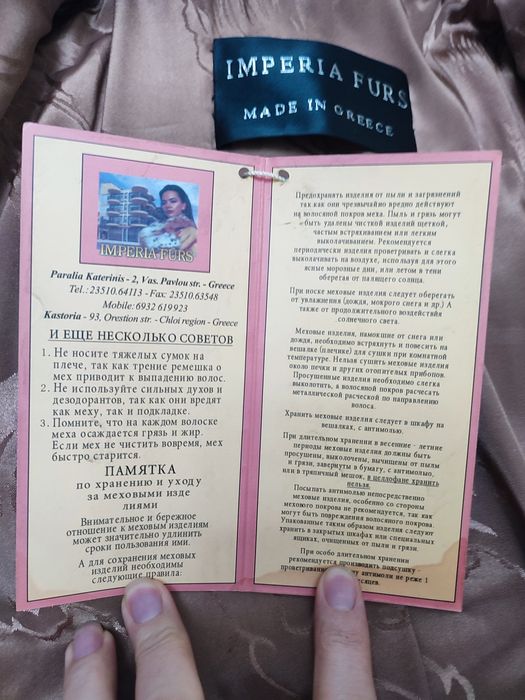 IMPERIA FURS
MADE IN GREECE
IMPERIA FURS
Paralia Katerinis - 2, Vas. Pavlou str. - Greece
Tel.: 23510.64113 - Fax: 23510.63548
Mobile: 6932 619923
Kastoria - 93, Orestion str. - Chloi region - Greece
И ЕЩЕ НЕСКОЛЬКО СОВЕТОВ
1. Не носите тяжелых сумок на
плече, так как трение ремешка о
мех приводит к выпадению волос.
2. Не используйте сильных духов и
дезодорантов, так как они вредят
как меху, так и подкладке.
3. Помните, что на каждом волоске
меха осаждается грязь и жир.
Если мех не чистить вовремя, мех
быстро старится.
ПАМЯТКА
по хранению и уходу
за меховыми изде
лиями
Внимательное и бережное
отношение к меховым изделиям
может значительно удлинить
сроки пользования ими.
А для сохранения меховых
изделий необходимы
следующие правила:
Предохранять изделия от пыли и загрязнений
так как они чрезвычайно вредно действуют
на волосяной покров меха. Пыль и грязь могут
быть удалены чисткой изделий щеткой,
частым встряхиванием или легким
выколачиванием. Рекомендуется
периодически изделия проветривать и слегка
выколачивать на воздухе, используя для этого
ясные морозные дни, или летом в тени
оберегая от палящего солнца.
При носке меховые изделия следует оберегать
от увлажнения (дождя, мокрого снега и др.) А
также от продолжительного воздействйя
солнечного света.
Меховые изделия, намокшие от снега или
дождя, необходимо встряхнуть и повесить на
вешалке (плечике) для сушки при комнатной
температуре. Нельзя сушить меховые изделия
около печки и других отопительных прибопов.
Просушенные изделия необходимо слегка
выколотить, а волосяной покров расчесать
металлической расческой по направлению
волоса.
Хранить меховые изделия следует в шкафу на
вешалках, с антимолью.
При длительном хранении в весенние - летние
периоды меховые изделия должны быть
просушены, выколочены, вычищены от пыли
и грязи, завернуты в бумагу, с антимолью,
или в тряпичный мешок, в целлофане хранить
нельзя.
Посыпать антимолью непосредственно
меховые изделия, особенно со стороны
мехового покрова не рекомендуется, так как
могут быть повреждения волосяного покрова.
Упакованные таким образом изделия следуют
хранить в закрытых шкафах или специальных
ящиках, очищенных от пыли и грязи.
При особо длительном хранении
рекомендуется производить подсушку -
проветривание антимоли не реже 1
месяцев.